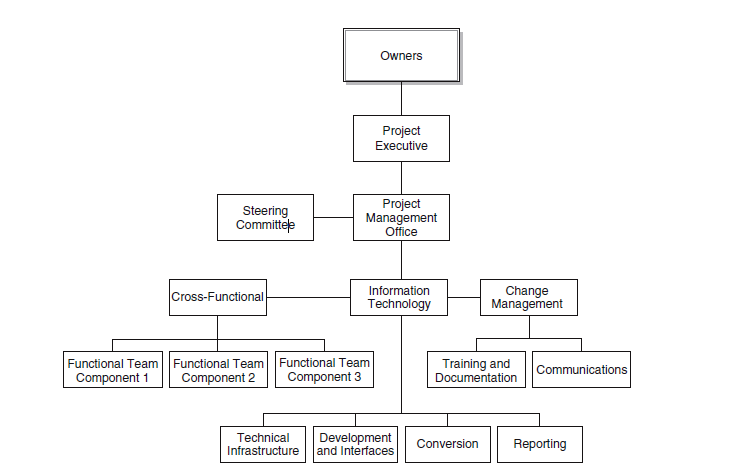 Owners
Project
Executive
Steering
Committee
Project
Management
Office
Cross-Functional
Information
Technology
Change
Management
Functional Team
Component 1
Functional Team
Component 2
Functional Team
Component 3
Training and
Documentation
Communications
Technical
Infrastructure
Development
and Interfaces
Conversion
Reporting